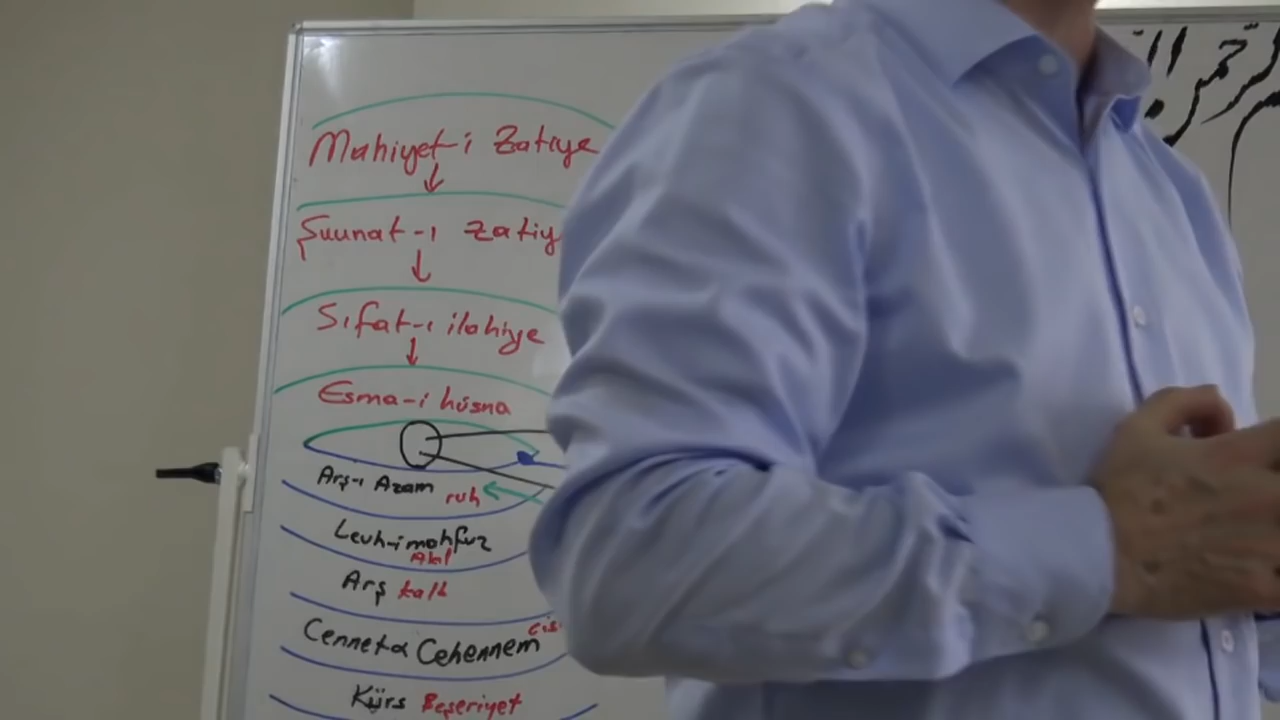 Mahiyet-i Zatiye
Şuunat-ı Zatiy
Sıfat-ı ilahiye
Esma-i hüsna
Arş-ı Azam ruh
Levh-i mahfuz
Akıl
Arş kalb
Cennet Cehennem cis
Kürs Beşeriyet